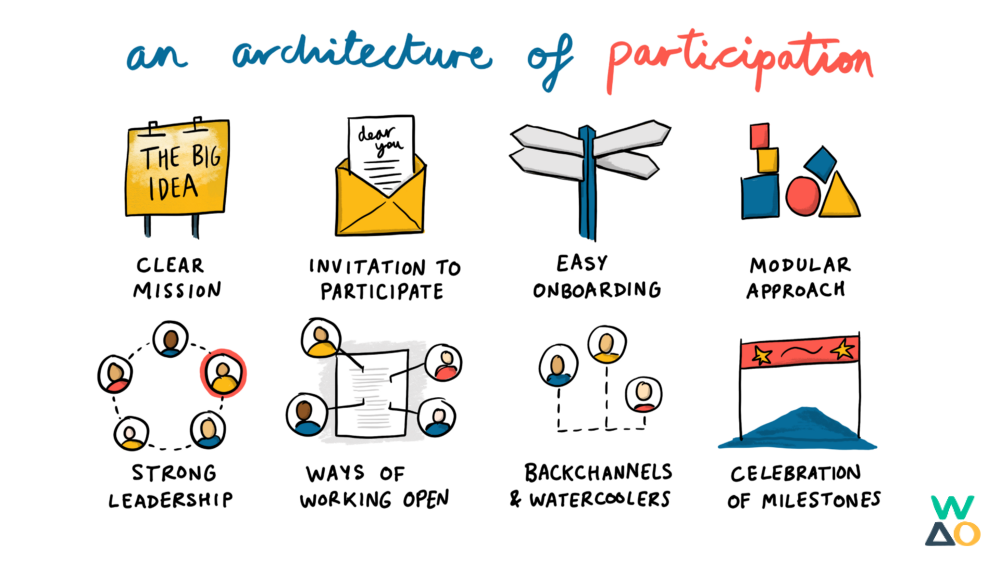 an architecture of participation
THE BIG
IDEA
dear
you
CLEAR
MISSION
INVITATION TO
PARTICIPATE
EASY
ONBOARDING
MODULAR
APPROACH
STRONG
LEADERSHIP
WAYS OF
WORKING OPEN
BACKCHANNELS
& WATERCOOLERS
CELEBRATION
OF MILESTONES
WAO